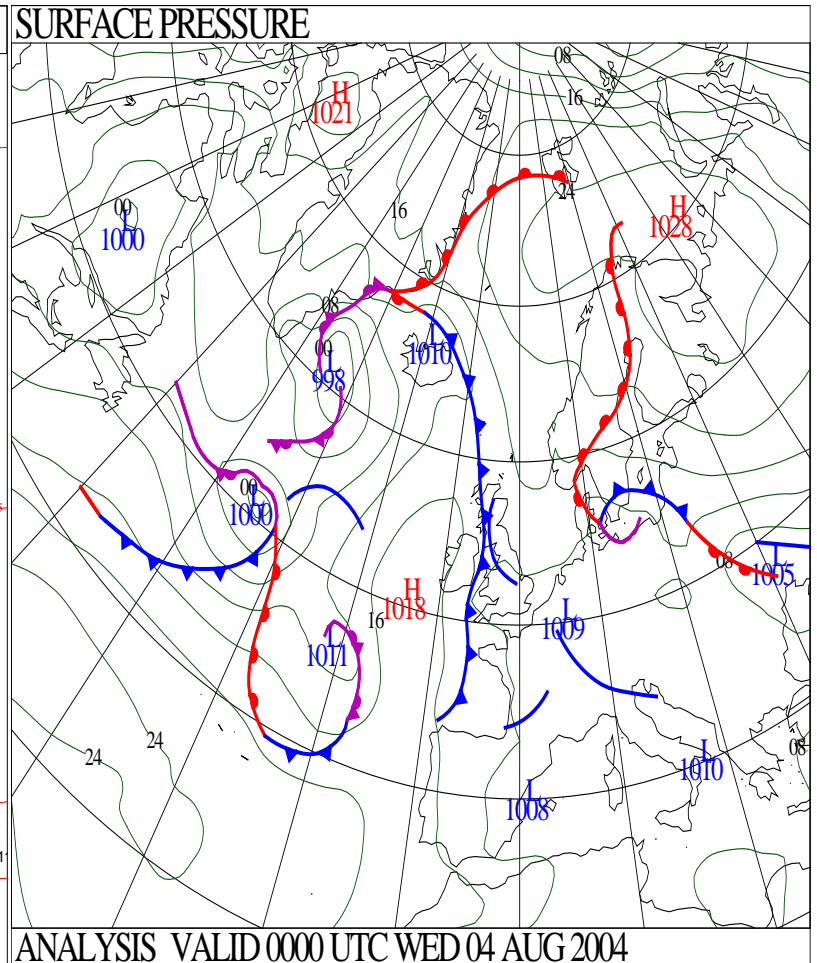 SURFACE PRESSURE
08
16
H
1021
24
16
H
1028
00
L
1000
08
00
L
998
L
1010
00
L
1000
H
1018
16
L
1011
L
1009
08
L
1005
24
24
L
1010
08
L
1008
ANALYSIS VALID 0000 UTC WED 04 AUG 2004